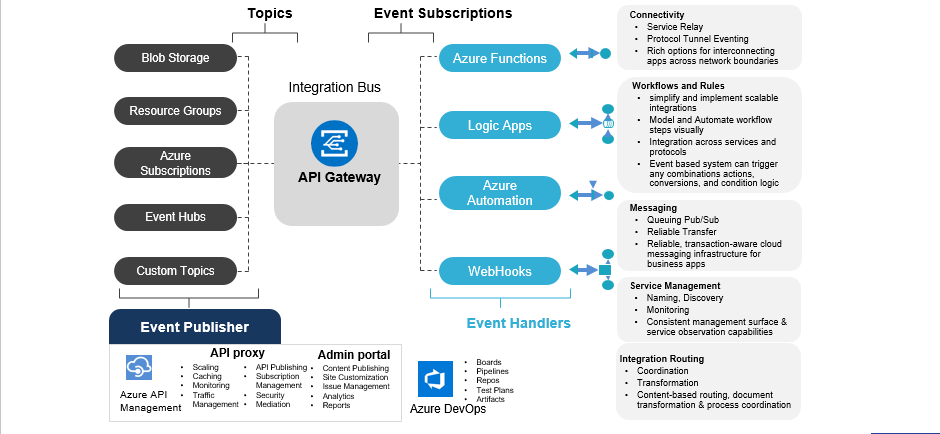 Topics
Event Subscriptions
Blob Storage
Resource Groups
Azure
Subscriptions
Event Hubs
Custom Topics
Event Publisher
Integration Bus
API Gateway
Azure Functions
Logic Apps
Azure
Automation
WebHooks
Event Handlers
Connectivity
• Service Relay
• Protocol Tunnel Eventing
• Rich options for interconnecting
apps across network boundaries
Workflows and Rules
• simplify and implement scalable
integrations
• Model and Automate workflow
steps visually
• Integration across services and
protocols
• Event based system can trigger
any combinations actions,
conversions, and condition logic
Messaging
• Queuing Pub/Sub
• Reliable Transfer
• Reliable, transaction-aware cloud
messaging infrastructure for
business apps
Service Management
• Naming, Discovery
• Monitoring
• Consistent management surface &
service observation capabilities
Integration Routing
• Coordination
• Transformation
• Content-based routing, document
transformation & process coordination
Azure API
Management
API proxy
• Scaling
• Caching
• Monitoring
• Traffic
Management
• API Publishing
• Subscription
Management
• Security
• Mediation
Admin portal
• Content Publishing
• Site Customization
• Issue Management
• Analytics
• Reports
Azure DevOps
• Boards
• Pipelines
• Repos
• Test Plans
• Artifacts